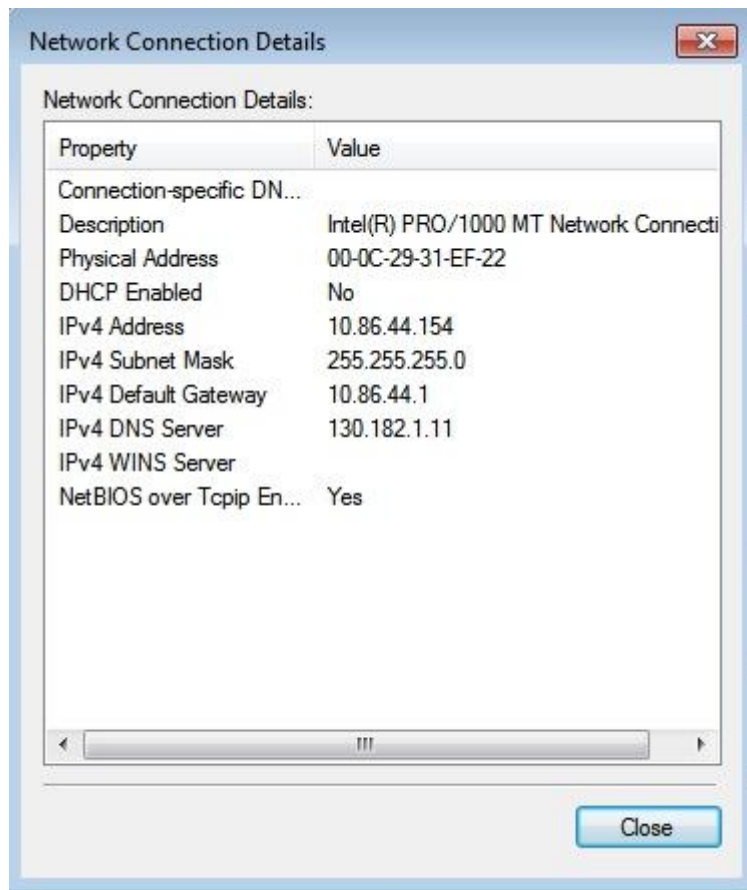 Network Connection Details
Network Connection Details:
Property Value
Connection-specific DN...
Description Intel(R) PRO/1000 MT Network Connecti
Physical Address 00-0C-29-31-EF-22
DHCP Enabled No
IPv4 Address 10.86.44.154
IPv4 Subnet Mask 255.255.255.0
IPv4 Default Gateway 10.86.44.1
IPv4 DNS Server 130.182.1.11
IPv4 WINS Server
NetBIOS over Tcpip En... Yes
Close